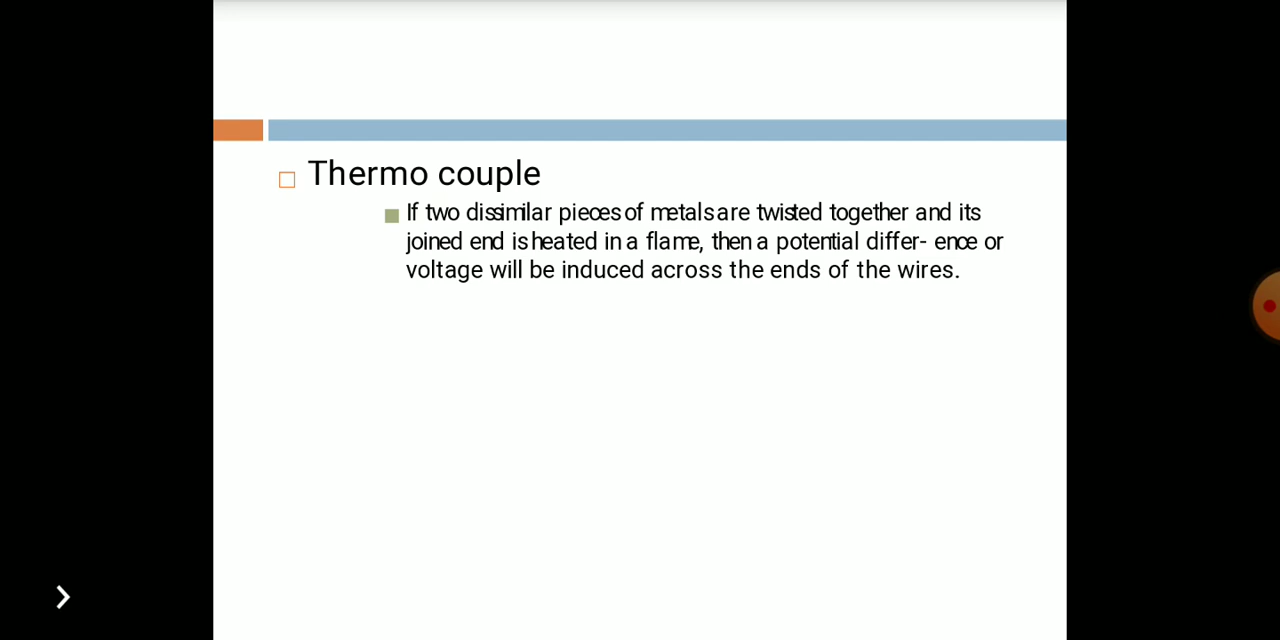 Thermo couple
If two dissimilar pieces of metals are twisted together and its
joined end is heated in a flame, then a potential differ- ence or
voltage will be induced across the ends of the wires.